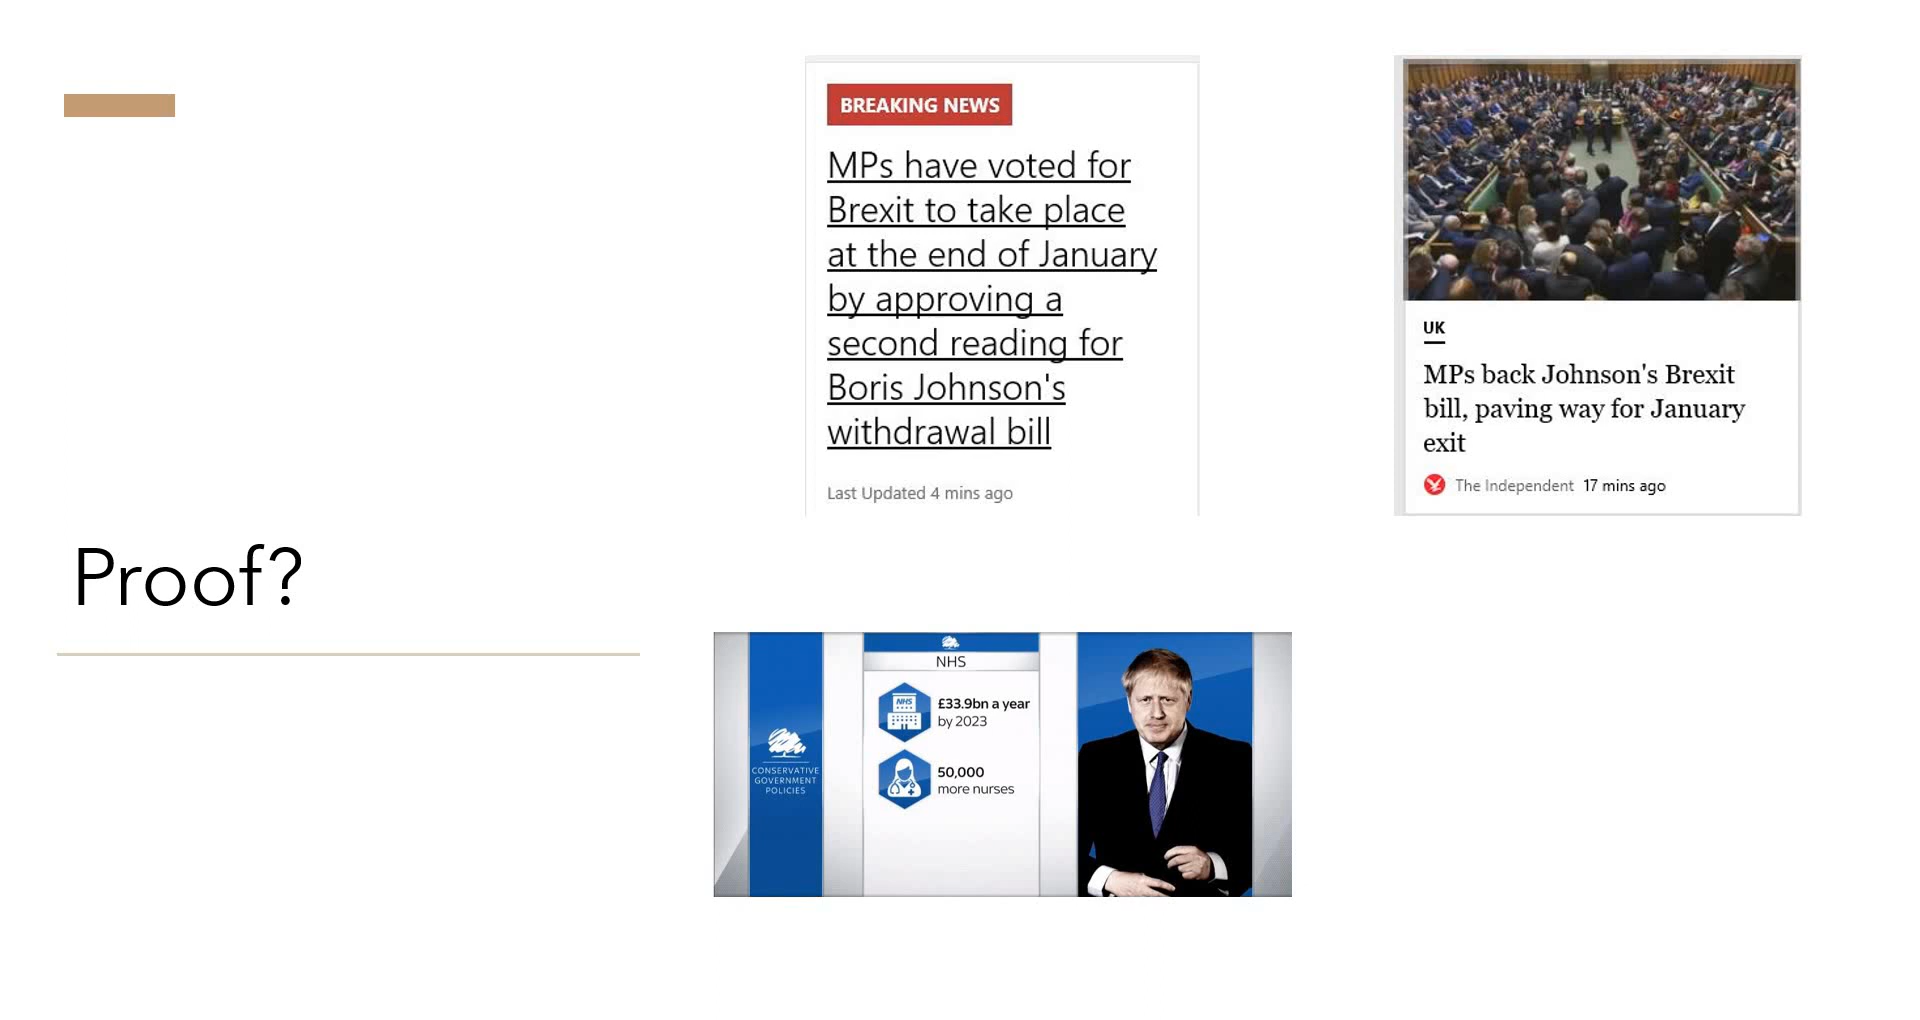 Proof?
BREAKING NEWS
MPs have voted for
Brexit to take place
at the end of January
by approving a
second reading for
Boris Johnson's
withdrawal bill
Last Updated 4 mins ago
UK
MPs back Johnson's Brexit
bill, paving way for January
exit
The Independent 17 mins ago
CONSERVATIVE
GOVERNMENT
POLICIES
NHS
NHS
£33.9bn a year
by 2023
50,000
more nurses